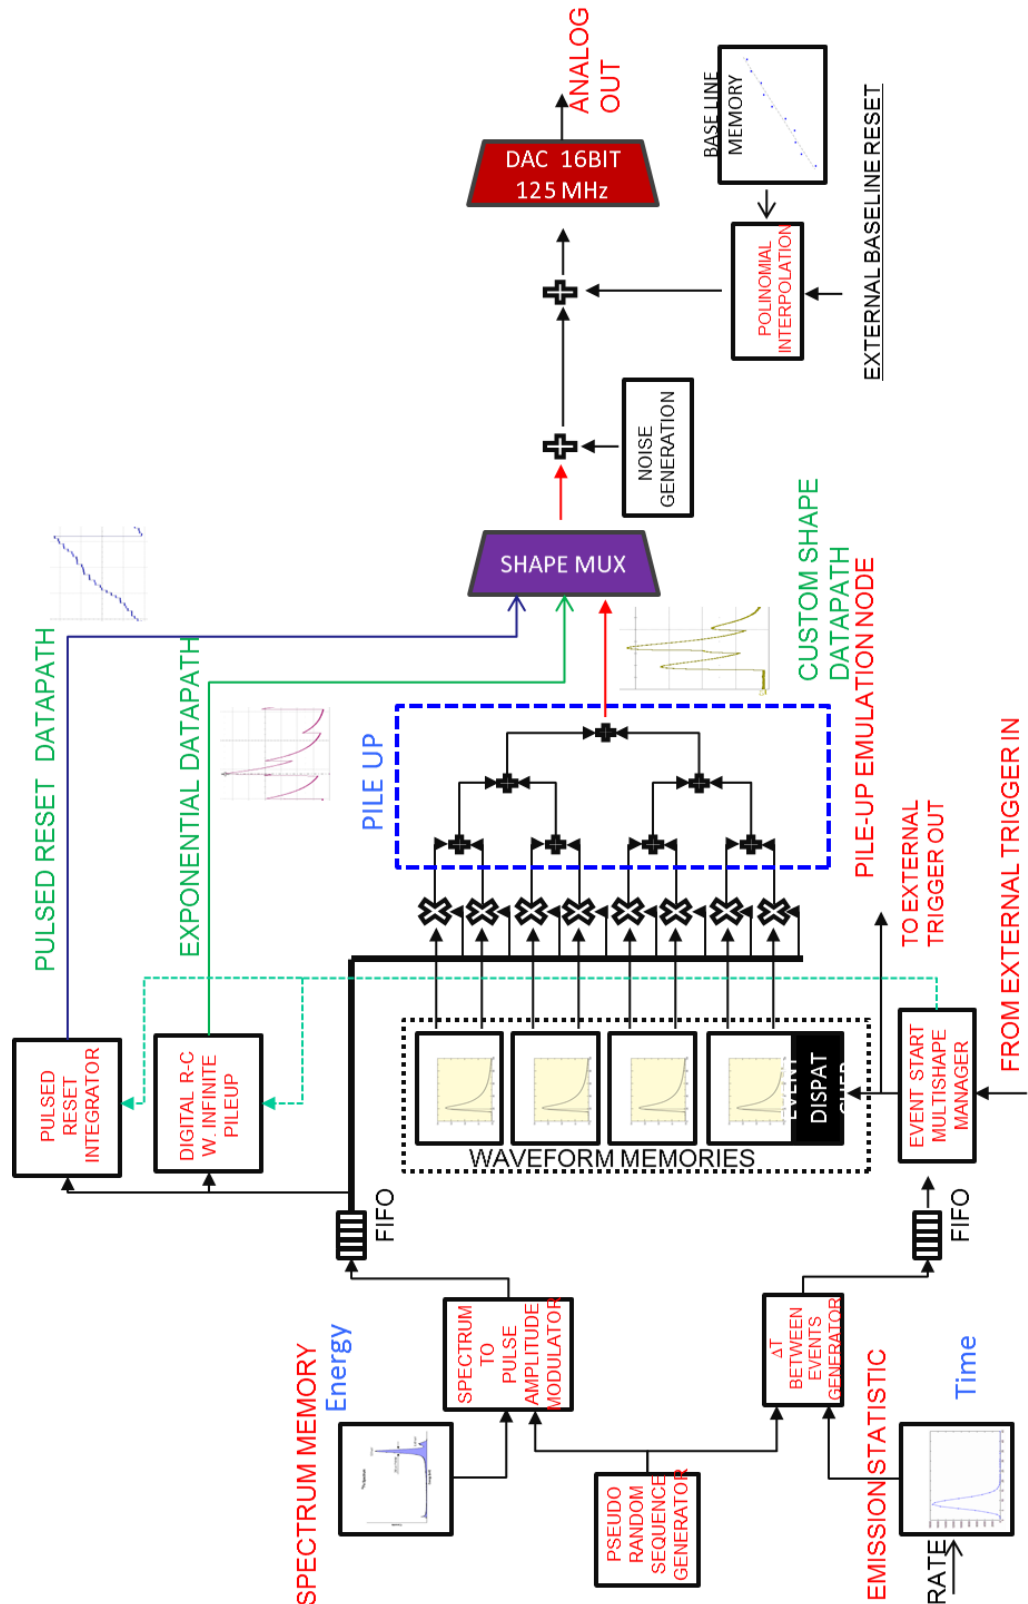 ANALOG
OUT
DAC 16BIT
125 MHz
BASE LINE
MEMORY
POLINOMIAL
INTERPOLATION
EXTERNAL BASELINE RESET
NOISE
GENERATION
SHAPE MUX
CUSTOM SHAPE
DATAPATH
PILE-UP EMULATION NODE
PULSED RESET DATAPATH
EXPONENTIAL DATAPATH
PILE UP
TO EXTERNAL
TRIGGER OUT
FROM EXTERNAL TRIGGER IN
PULSED
RESET
INTEGRATOR
DIGITAL R-C
W. INFINITE
PILEUP
EVENT
DISPAT
CHER
WAVEFORM MEMORIES
EVENT START
MULTISHAPE
MANAGER
FIFO
FIFO
SPECTRUM MEMORY
Energy
SPECTRUM
TO
PULSE
AMPLITUDE
MODULATOR
ΔT
BETWEEN
EVENTS
GENERATOR
PSEUDO
RANDOM
SEQUENCE
GENERATOR
EMISSION STATISTIC
Time
RATE